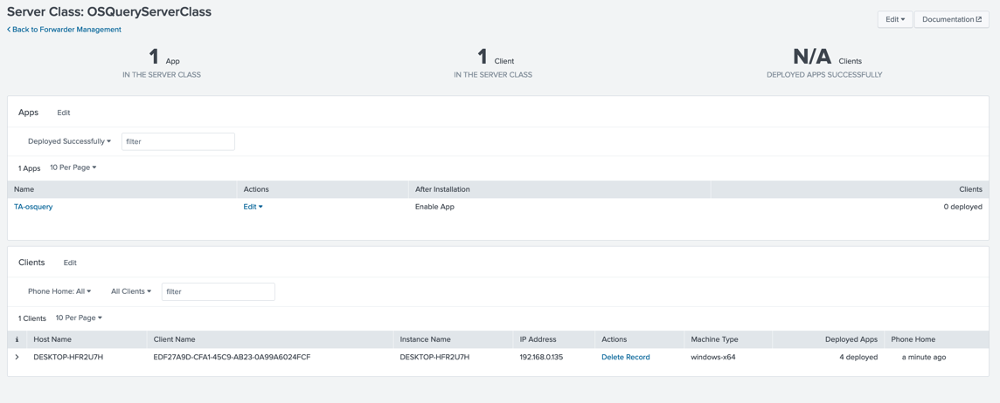 Server Class: OSQueryServerClass
Back to Forwarder Management
Edit
Documentation
1 App
IN THE SERVER CLASS
1 Client
IN THE SERVER CLASS
N/A Clients
DEPLOYED APPS SUCCESSFULLY
Apps Edit
Deployed Successfully filter
1 Apps 10 Per Page
Name Actions After Installation Clients
TA-osquery Edit Enable App 0 deployed
Clients Edit
Phone Home: All All Clients filter
1 Clients 10 Per Page
i Host Name Client Name Instance Name IP Address Actions Machine Type Deployed Apps Phone Home
DESKTOP-HFR2U7H EDF27A9D-CFA1-45C9-AB23-0A99A6024FCF DESKTOP-HFR2U7H 192.168.0.135 Delete Record windows-x64 4 deployed a minute ago